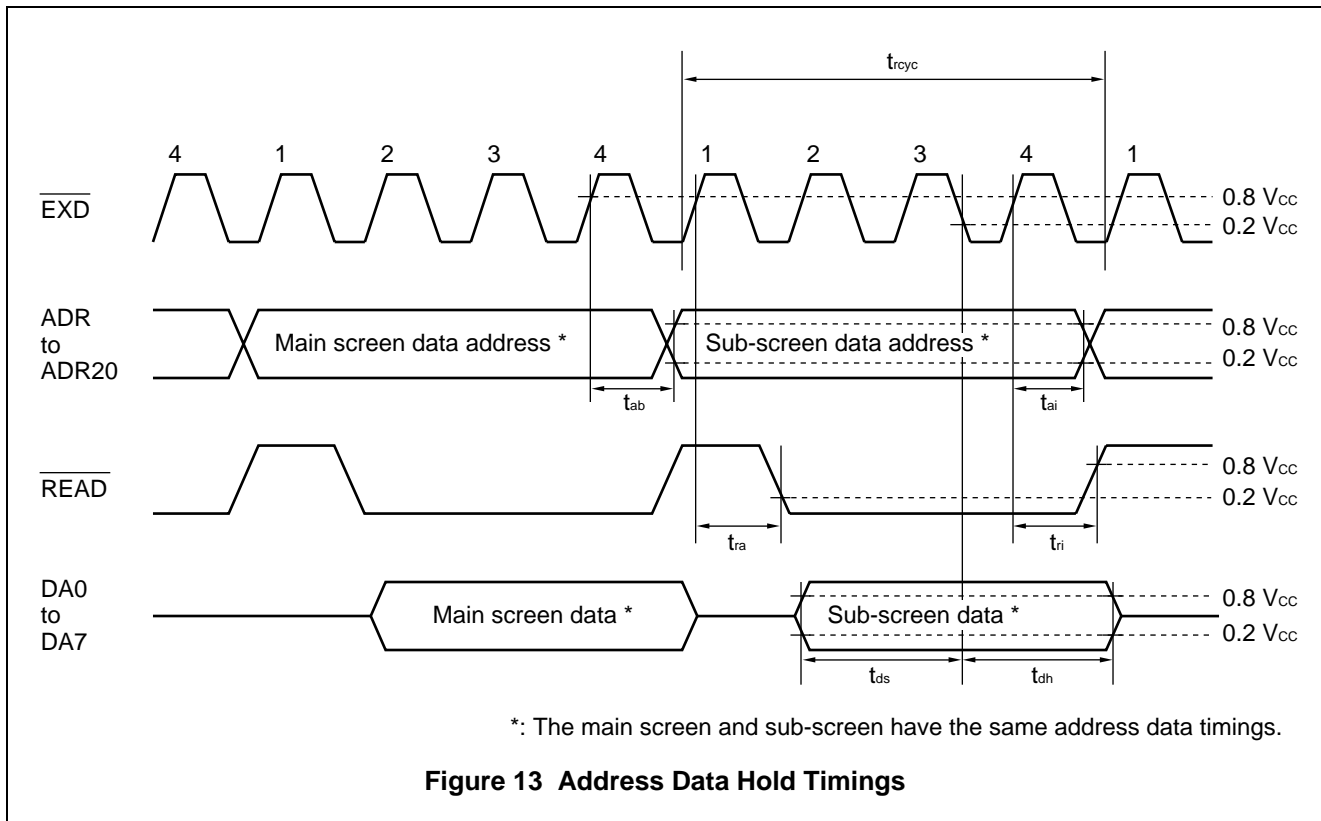 trcyc
4 1 2 3 4 1 2 3 4 1
EXD
0.8 Vcc
0.2 Vcc
ADR
to
ADR20
Main screen data address *
Sub-screen data address *
0.8 Vcc
0.2 Vcc
tab
tai
READ
0.8 Vcc
0.2 Vcc
tra
tri
DA0
to
DA7
Main screen data *
Sub-screen data *
0.8 Vcc
0.2 Vcc
tds
tdh
*: The main screen and sub-screen have the same address data timings.
Figure 13 Address Data Hold Timings